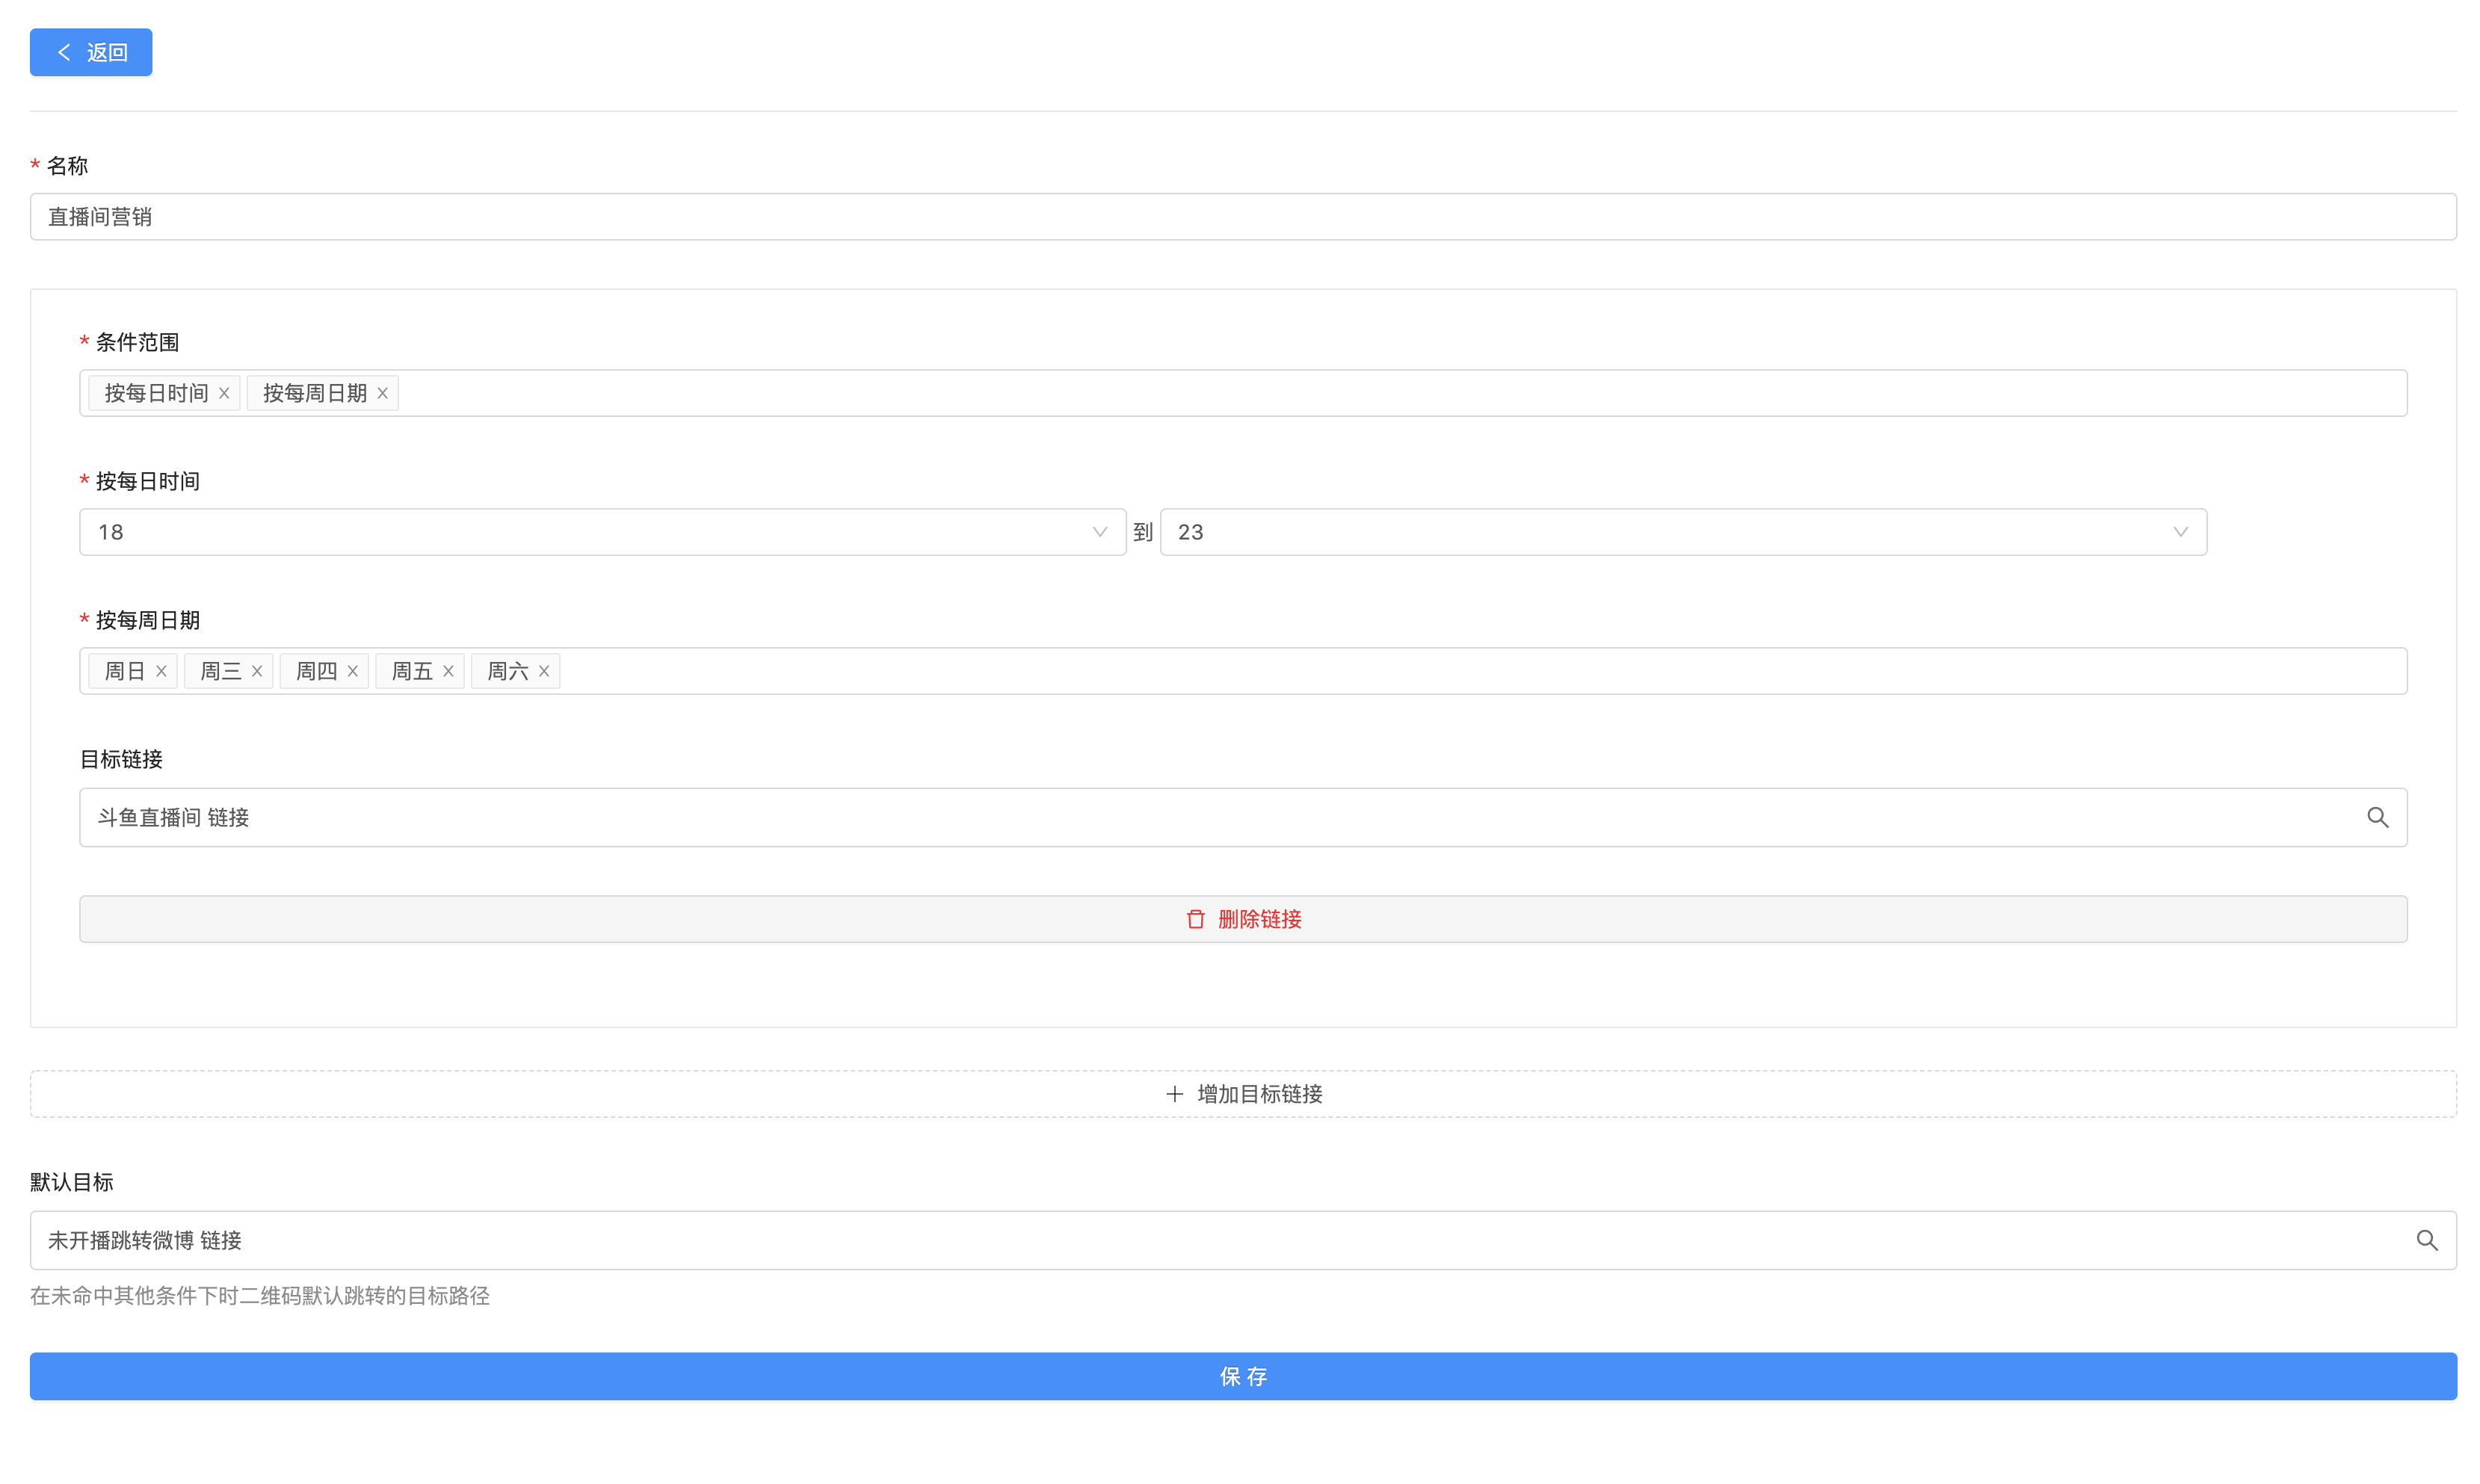 返回
* 名称
直播间营销
* 条件范围
按每日时间 按每周日期
* 按每日时间
18 到 23
* 按每周日期
周日 周三 周四 周五 周六
目标链接
斗鱼直播间 链接
删除链接
增加目标链接
默认目标
未开播跳转微博 链接
在未命中其他条件下时二维码默认跳转的目标路径
保 存